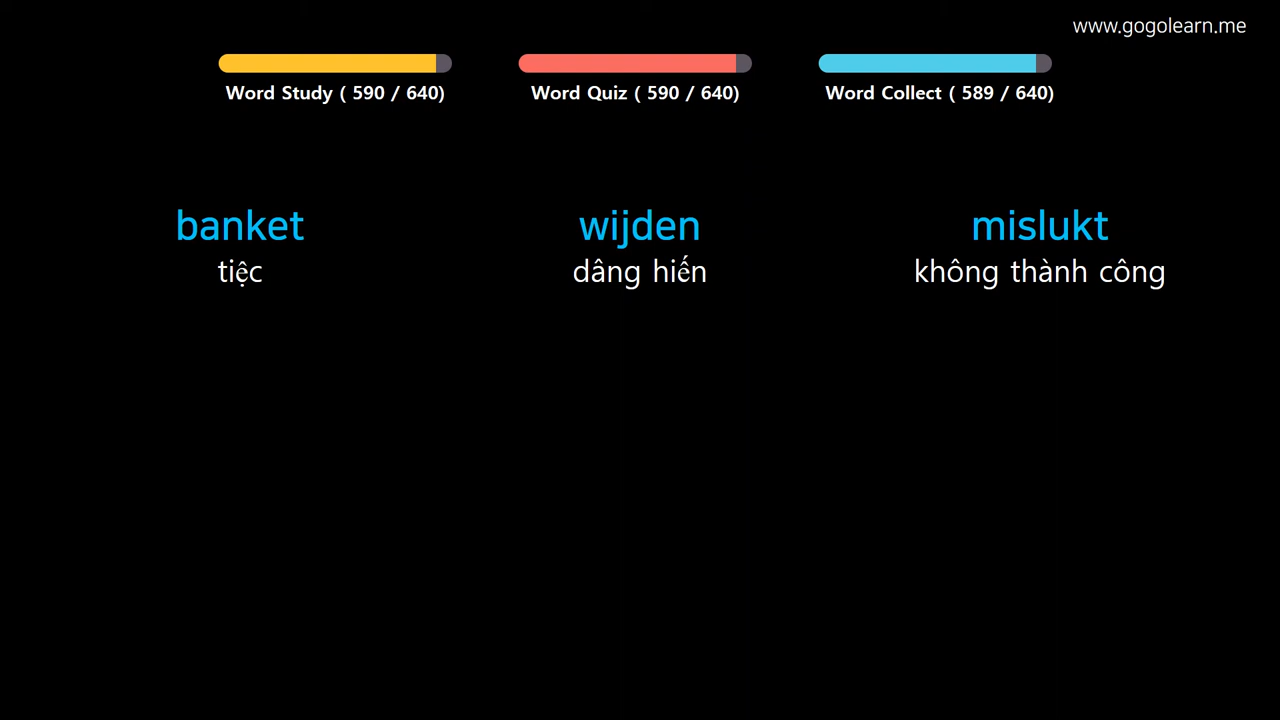 www.gogolearn.me
Word Study ( 590 / 640)
Word Quiz ( 590 / 640)
Word Collect ( 589 / 640)
banket
tiệc
wijden
dâng hiến
mislukt
không thành công